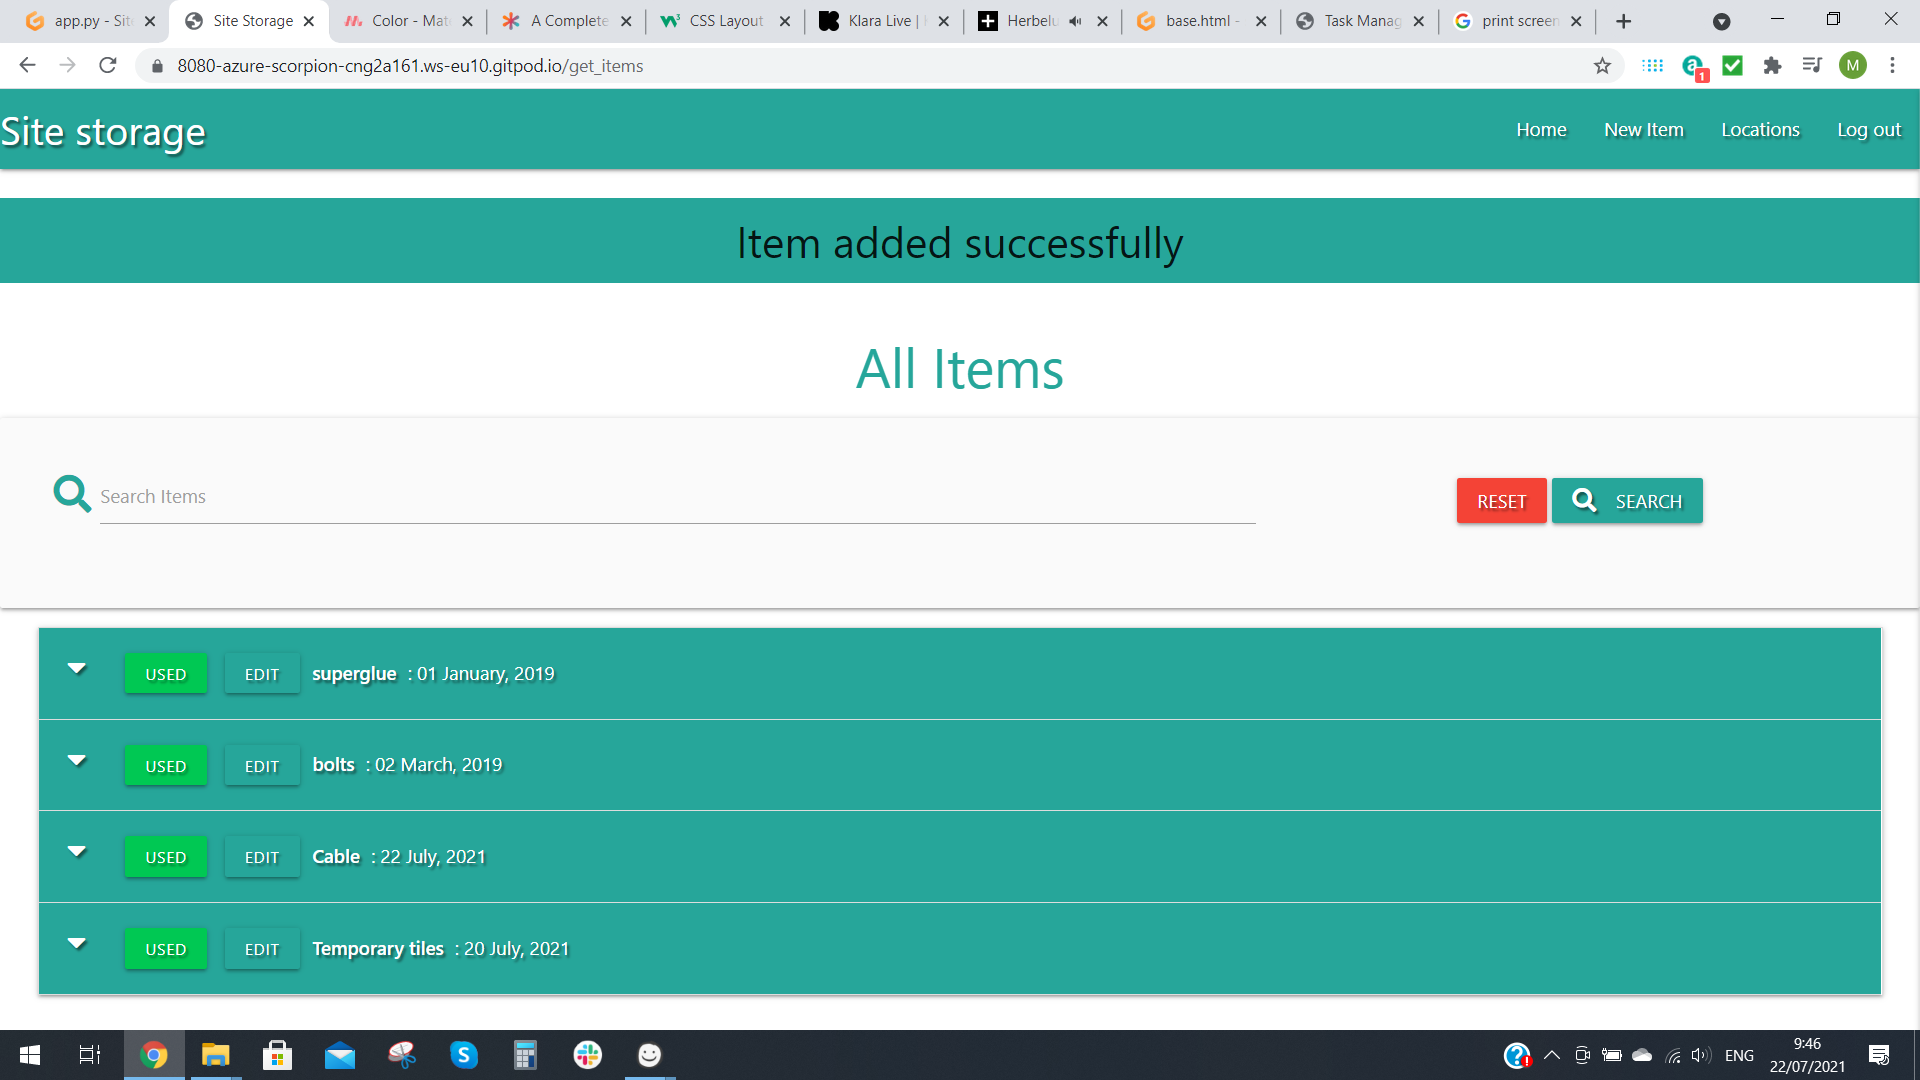 app.py - Sit
Site Storage
Color - Mat
A Complete
CSS Layout
Klara Live |
Herbelu
base.html -
Task Manag
print screen
8080-azure-scorpion-cng2a161.ws-eu10.gitpod.io/get_items
1
M
Site storage
Home
New Item
Locations
Log out
Item added successfully
All Items
Search Items
RESET
SEARCH
USED EDIT superglue : 01 January, 2019
USED EDIT bolts : 02 March, 2019
USED EDIT Cable : 22 July, 2021
USED EDIT Temporary tiles : 20 July, 2021
ENG
9:46
22/07/2021